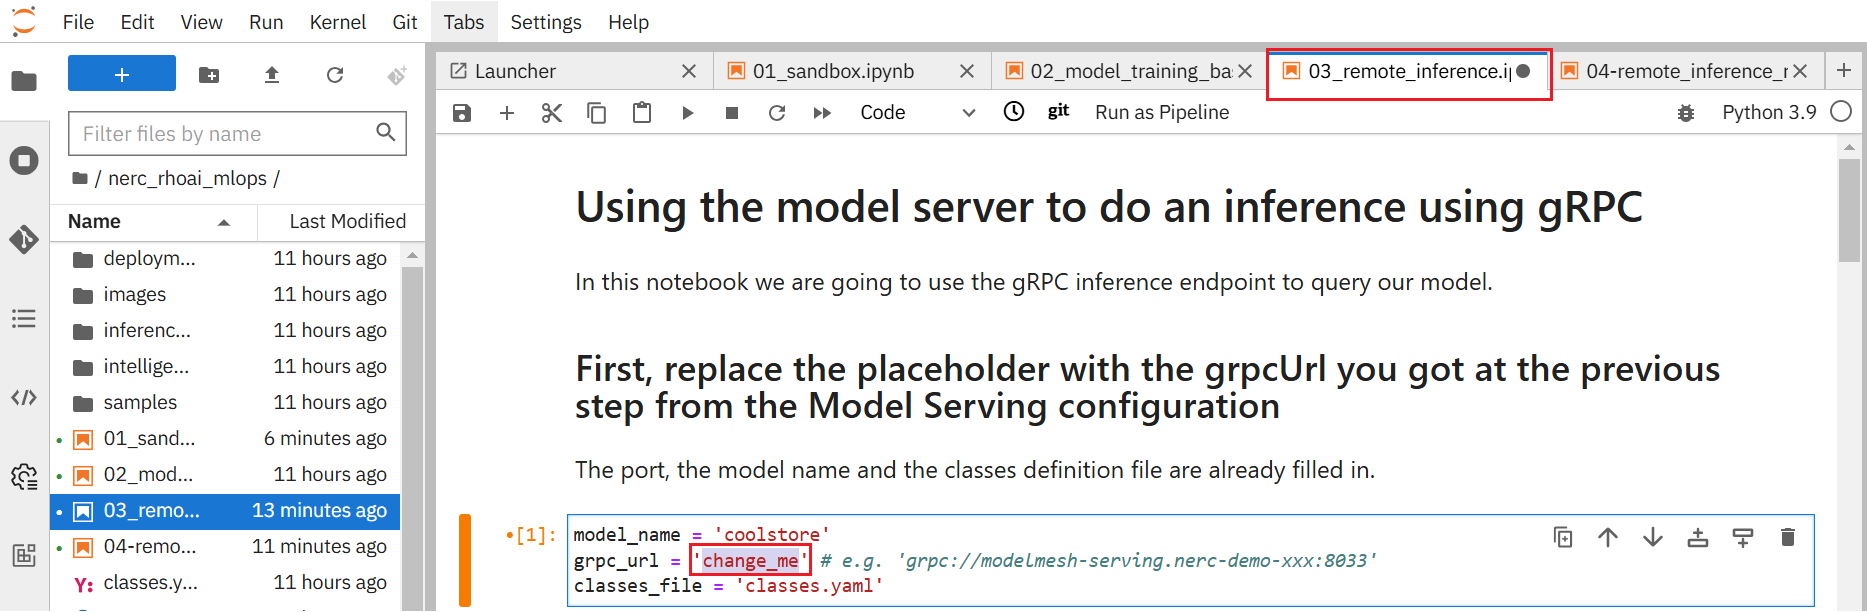 File Edit View Run Kernel Git Tabs Settings Help
Launcher 01_sandbox.ipynb 02_model_training_ba 03_remote_inference.ip 04-remote_inference_r
Code git Run as Pipeline Python 3.9
Filter files by name
/ nerc_rhoai_mlops /
Name Last Modified
deploym... 11 hours ago
images 11 hours ago
inferenc... 11 hours ago
intellige... 11 hours ago
samples 11 hours ago
01_sand... 6 minutes ago
02_mod... 11 hours ago
03_remo... 13 minutes ago
04-remo... 11 minutes ago
Y: classes.y... 11 hours ago
Using the model server to do an inference using gRPC
In this notebook we are going to use the gRPC inference endpoint to query our model.
First, replace the placeholder with the grpcUrl you got at the previous
step from the Model Serving configuration
The port, the model name and the classes definition file are already filled in.
[1]: model_name = 'coolstore'
grpc_url = 'change_me' # e.g. 'grpc://modelmesh-serving.nerc-demo-xxx:8033'
classes_file = 'classes.yaml'